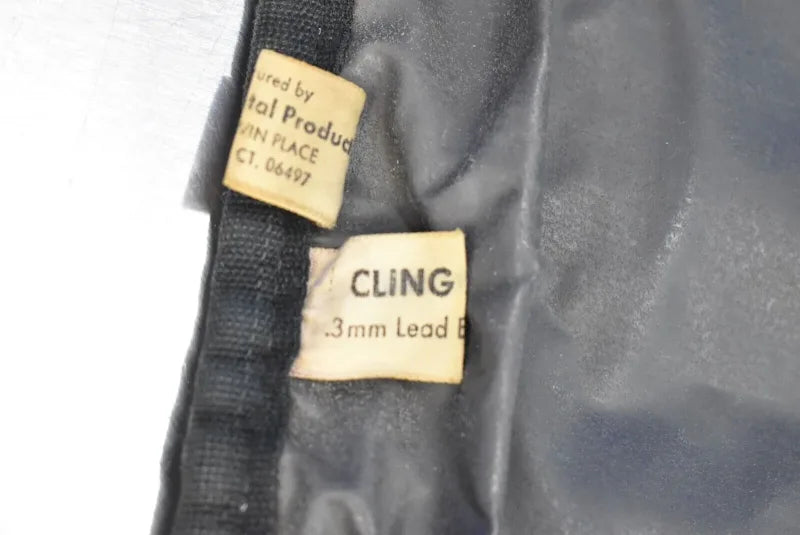 ured by
tal Produc
VIN PLACE
CT. 06497
CLiNG
.3mm Lead E